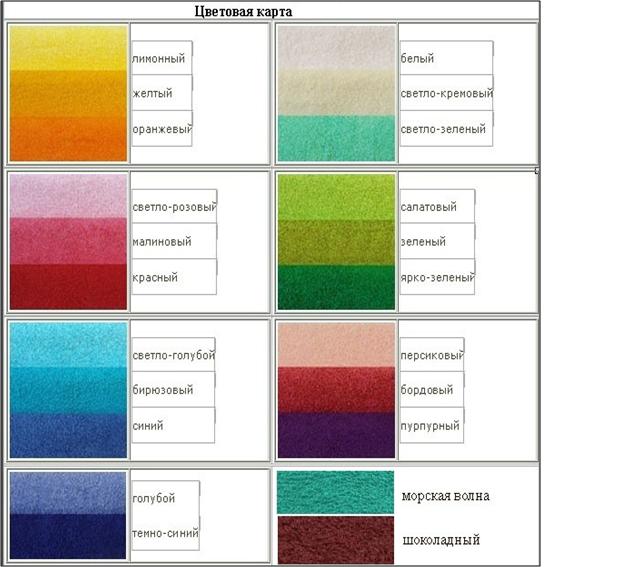 Цветовая карта
лимонный
желтый
оранжевый
белый
светло-кремовый
светло-зеленый
светло-розовый
малиновый
красный
салатовый
зеленый
ярко-зеленый
светло-голубой
бирюзовый
синий
персиковый
бордовый
пурпурный
голубой
темно-синий
морская волна
шоколадный